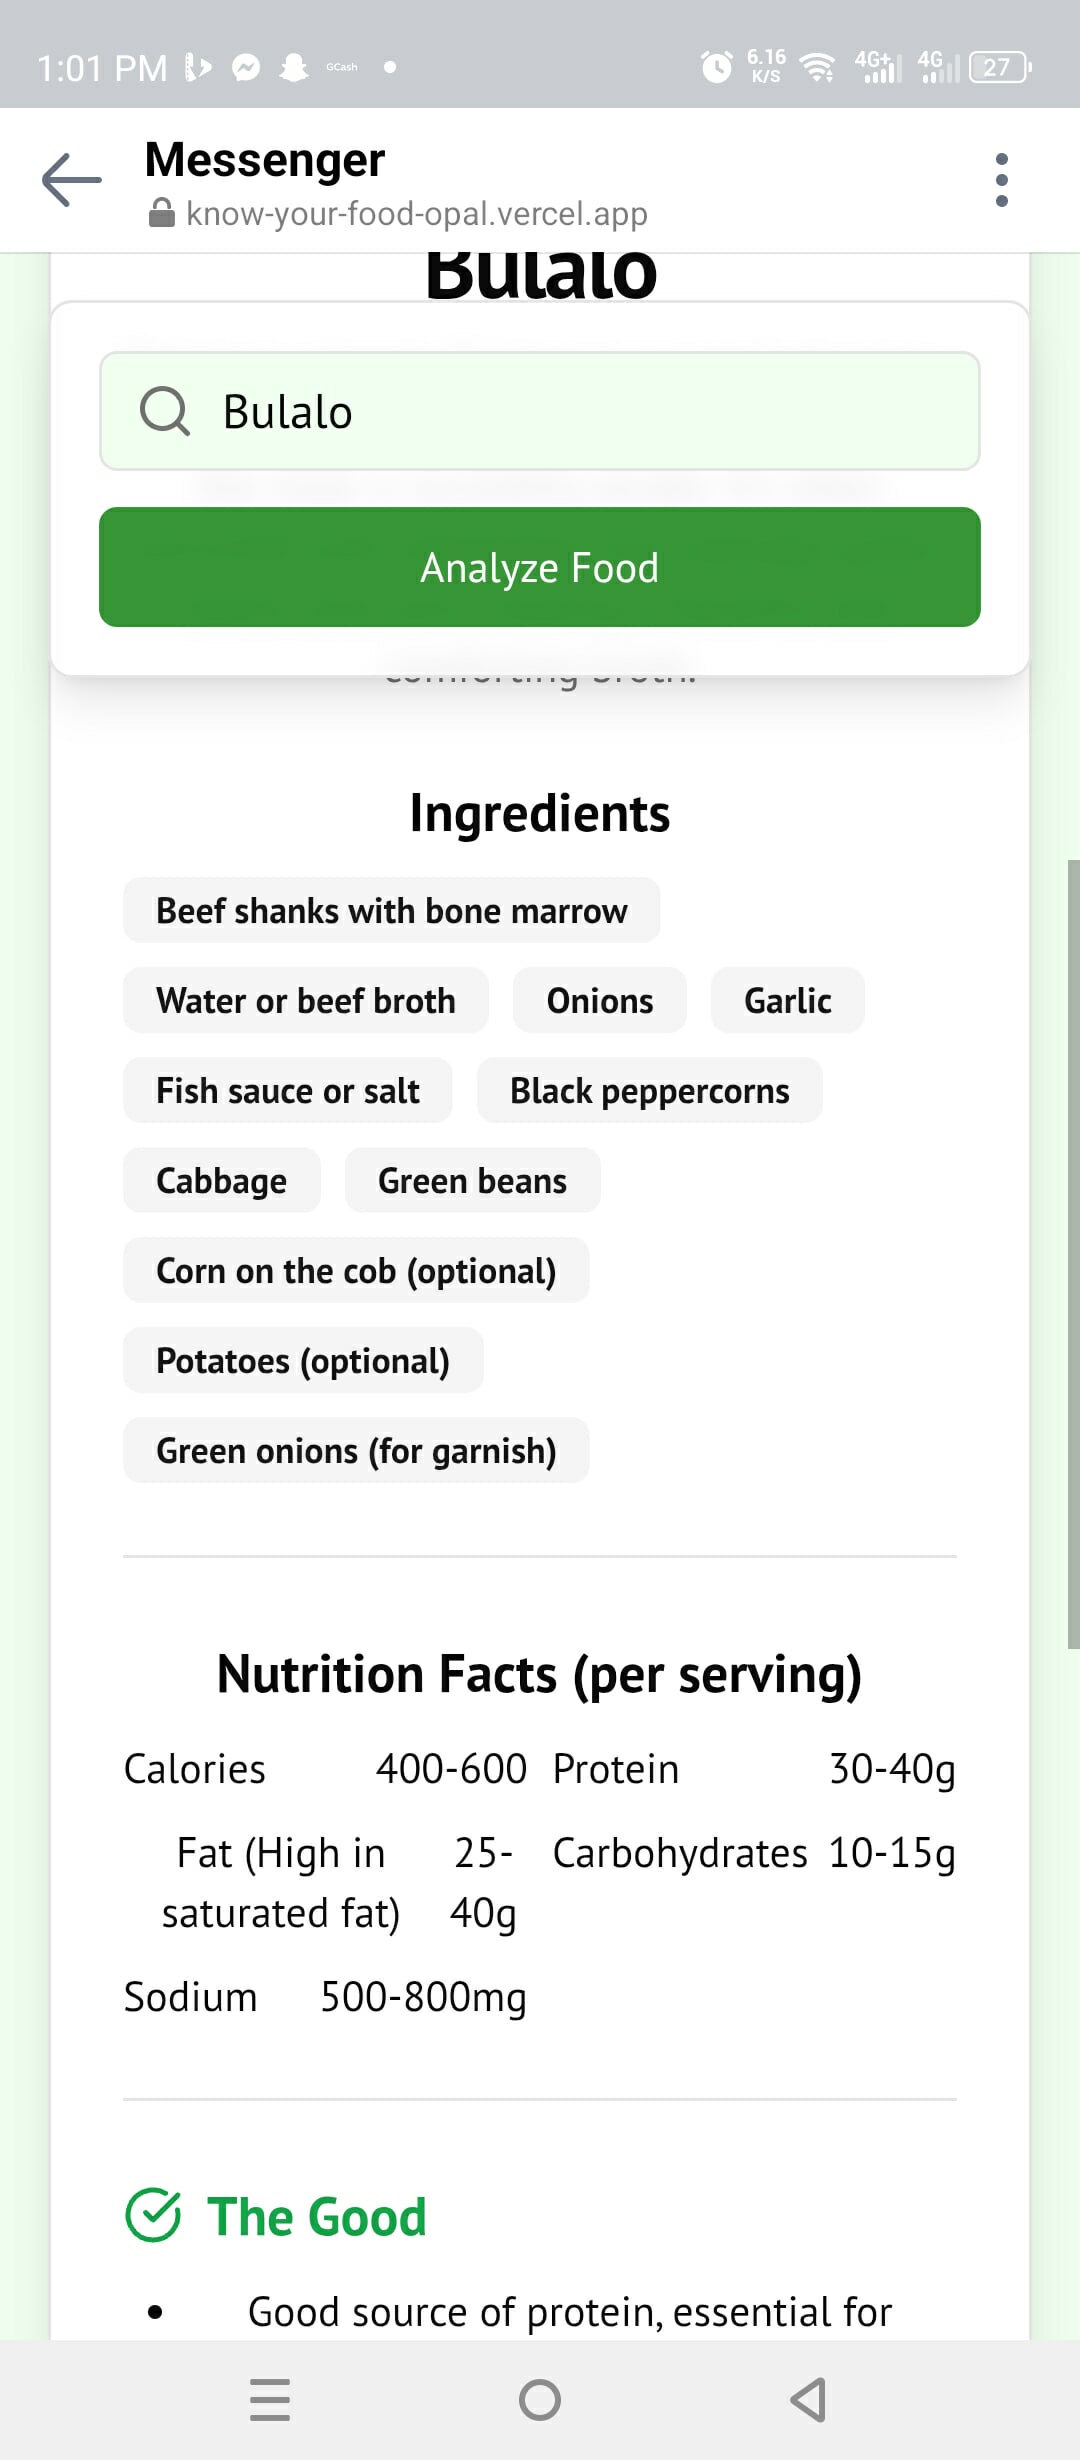 1:01 PM GCash 6.16 K/S 4G+ 4G 27
Messenger
know-your-food-opal.vercel.app
Bulalo
Bulalo
Analyze Food
comforting broth.
Ingredients
Beef shanks with bone marrow
Water or beef broth Onions Garlic
Fish sauce or salt Black peppercorns
Cabbage Green beans
Corn on the cob (optional)
Potatoes (optional)
Green onions (for garnish)
Nutrition Facts (per serving)
Calories 400-600 Protein 30-40g
Fat (High in saturated fat) 25-40g Carbohydrates 10-15g
Sodium 500-800mg
The Good
• Good source of protein, essential for